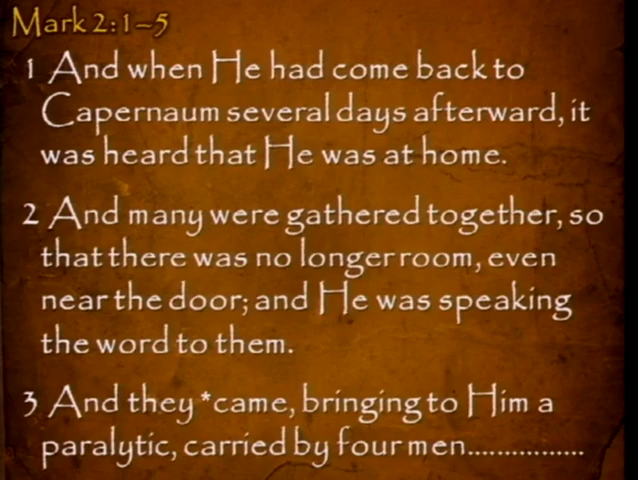 Mark 2:1-5
1 And when He had come back to
Capernaum several days afterward, it
was heard that He was at home.
2 And many were gathered together, so
that there was no longer room, even
near the door; and He was speaking
the word to them.
3 And they *came, bringing to Him a
paralytic, carried by four men................